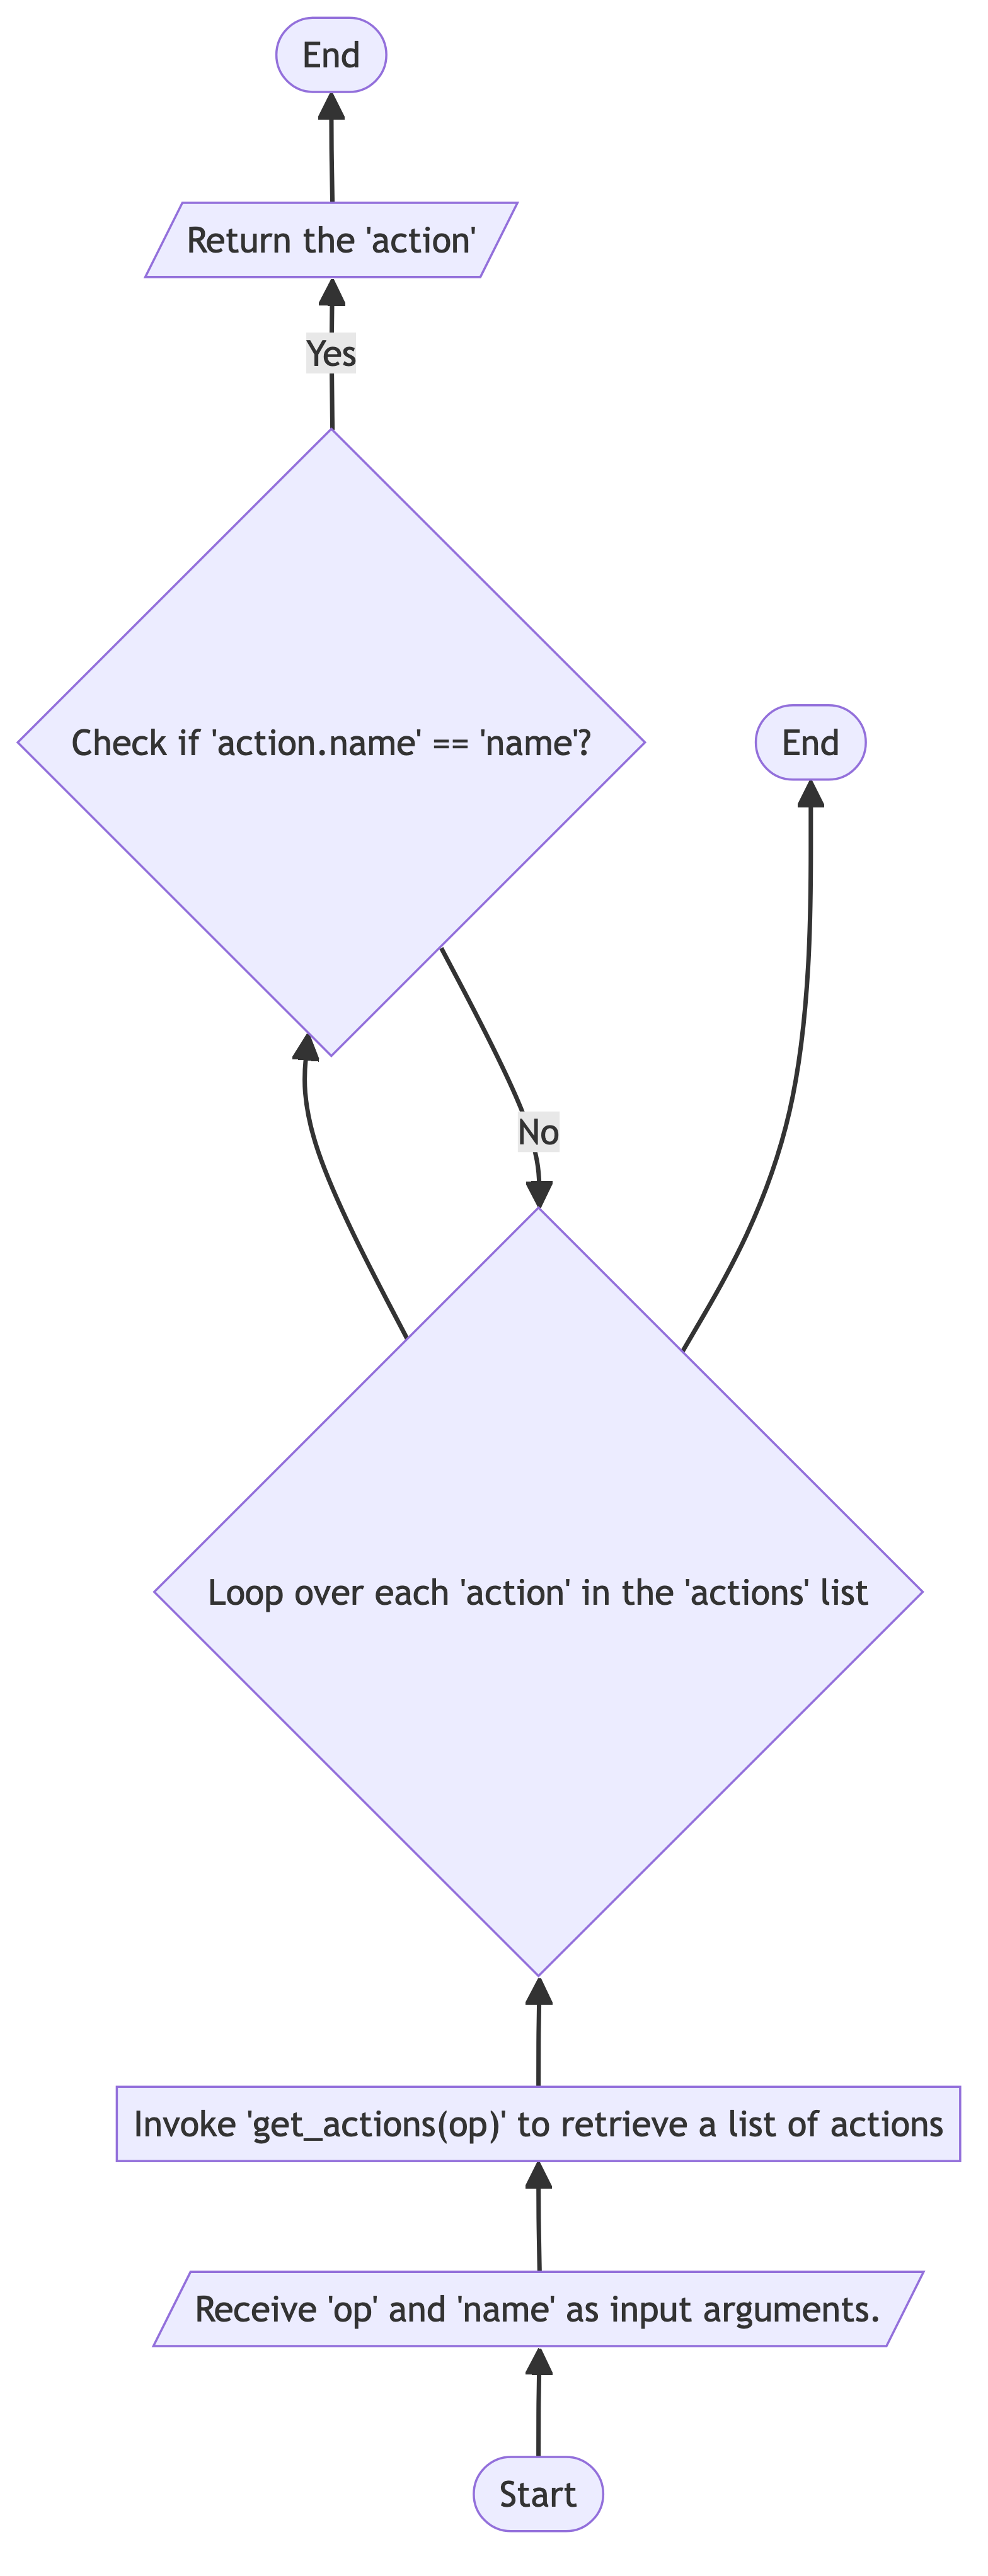 End
Return the 'action'
Yes
Check if 'action.name' == 'name'?
End
No
Loop over each 'action' in the 'actions' list
Invoke 'get_actions(op)' to retrieve a list of actions
Receive 'op' and 'name' as input arguments.
Start